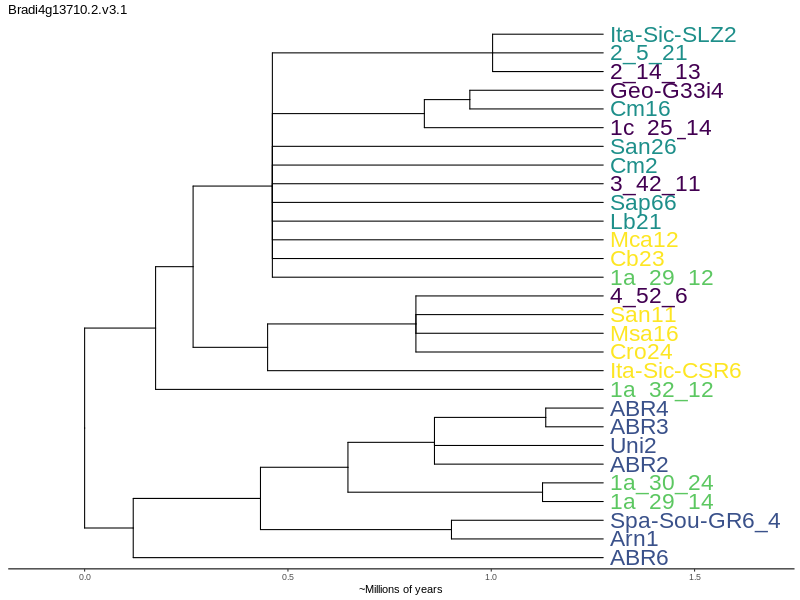 Bradi4g13710.2.v3.1
Ita-Sic-SLZ2
2_5_21
2_14_13
Geo-G33i4
Cm16
1c_25_14
San26
Cm2
3_42_11
Sap66
Lb21
Mca12
Cb23
1a_29_12
4_52_6
San11
Msa16
Cro24
Ita-Sic-CSR6
1a_32_12
ABR4
ABR3
Uni2
ABR2
1a_30_24
1a_29_14
Spa-Sou-GR6_4
Arn1
ABR6
0.0 0.5 1.0 1.5
~Millions of years